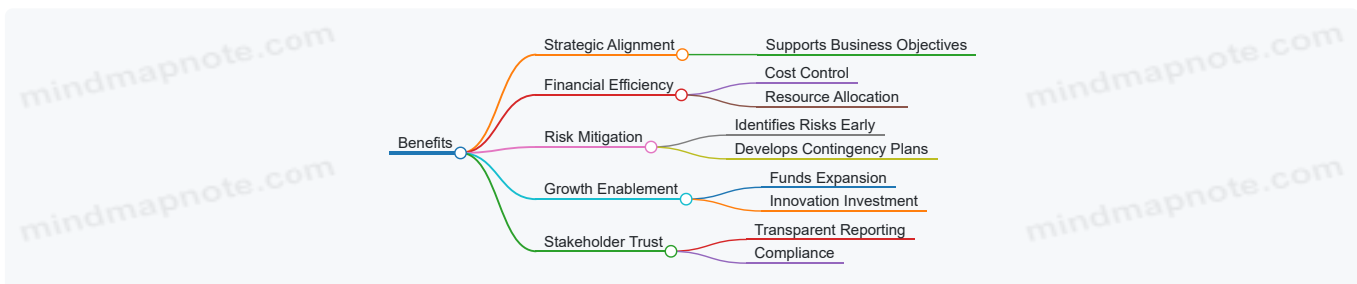 mindmapnote.com
mindmapnote.com
Strategic Alignment
Supports Business Objectives
Financial Efficiency
Cost Control
Resource Allocation
Benefits
Risk Mitigation
Identifies Risks Early
Develops Contingency Plans
Growth Enablement
Funds Expansion
Innovation Investment
Stakeholder Trust
Transparent Reporting
Compliance
mindmapnote.com
mindmapnote.com